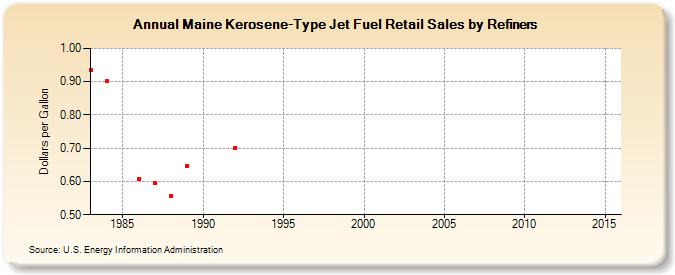 Annual Maine Kerosene-Type Jet Fuel Retail Sales by Refiners
Dollars per Gallon
1.00
0.90
0.80
0.70
0.60
0.50
1985 1990 1995 2000 2005 2010 2015
Source: U.S. Energy Information Administration